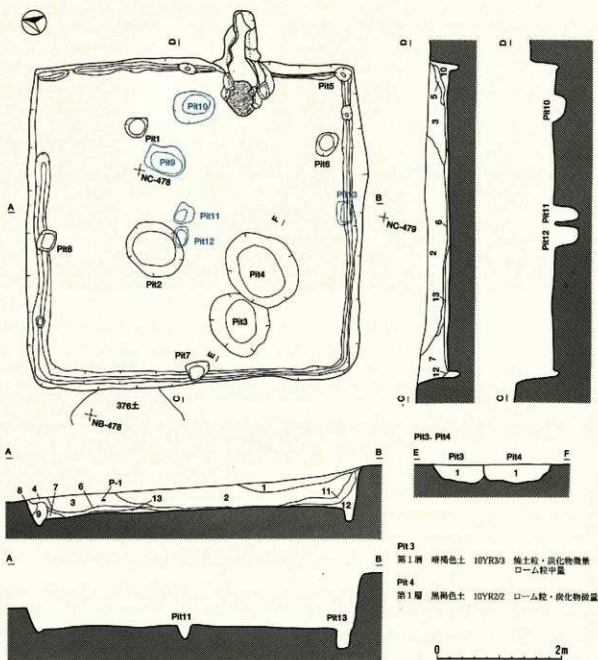 D
D
D
Pit10
Pit5
10
5
3
Pit10
Pit1
Pit6
Pit9
NC-478
A
Pit13
B
NC-479
Pit11
F
6
Pit11
Pit12
Pit12
Pit8
2
Pit2
Pit4
13
Pit3
7
Pit7
E
12
376土
C
C
C
NB-478
Pit3. Pit4
A
B
E
Pit3
Pit4
F
1
1
P-1
8
4
7
6
3
13
2
1
11
12
9
Pit 3
第1層 暗褐色土 10YR3/3 焼土粒・炭化物微量
ローム粒中量
A
B
Pit 4
第1層 黒褐色土 10YR2/2 ローム粒・炭化物微量
Pit11
Pit13
0
2m